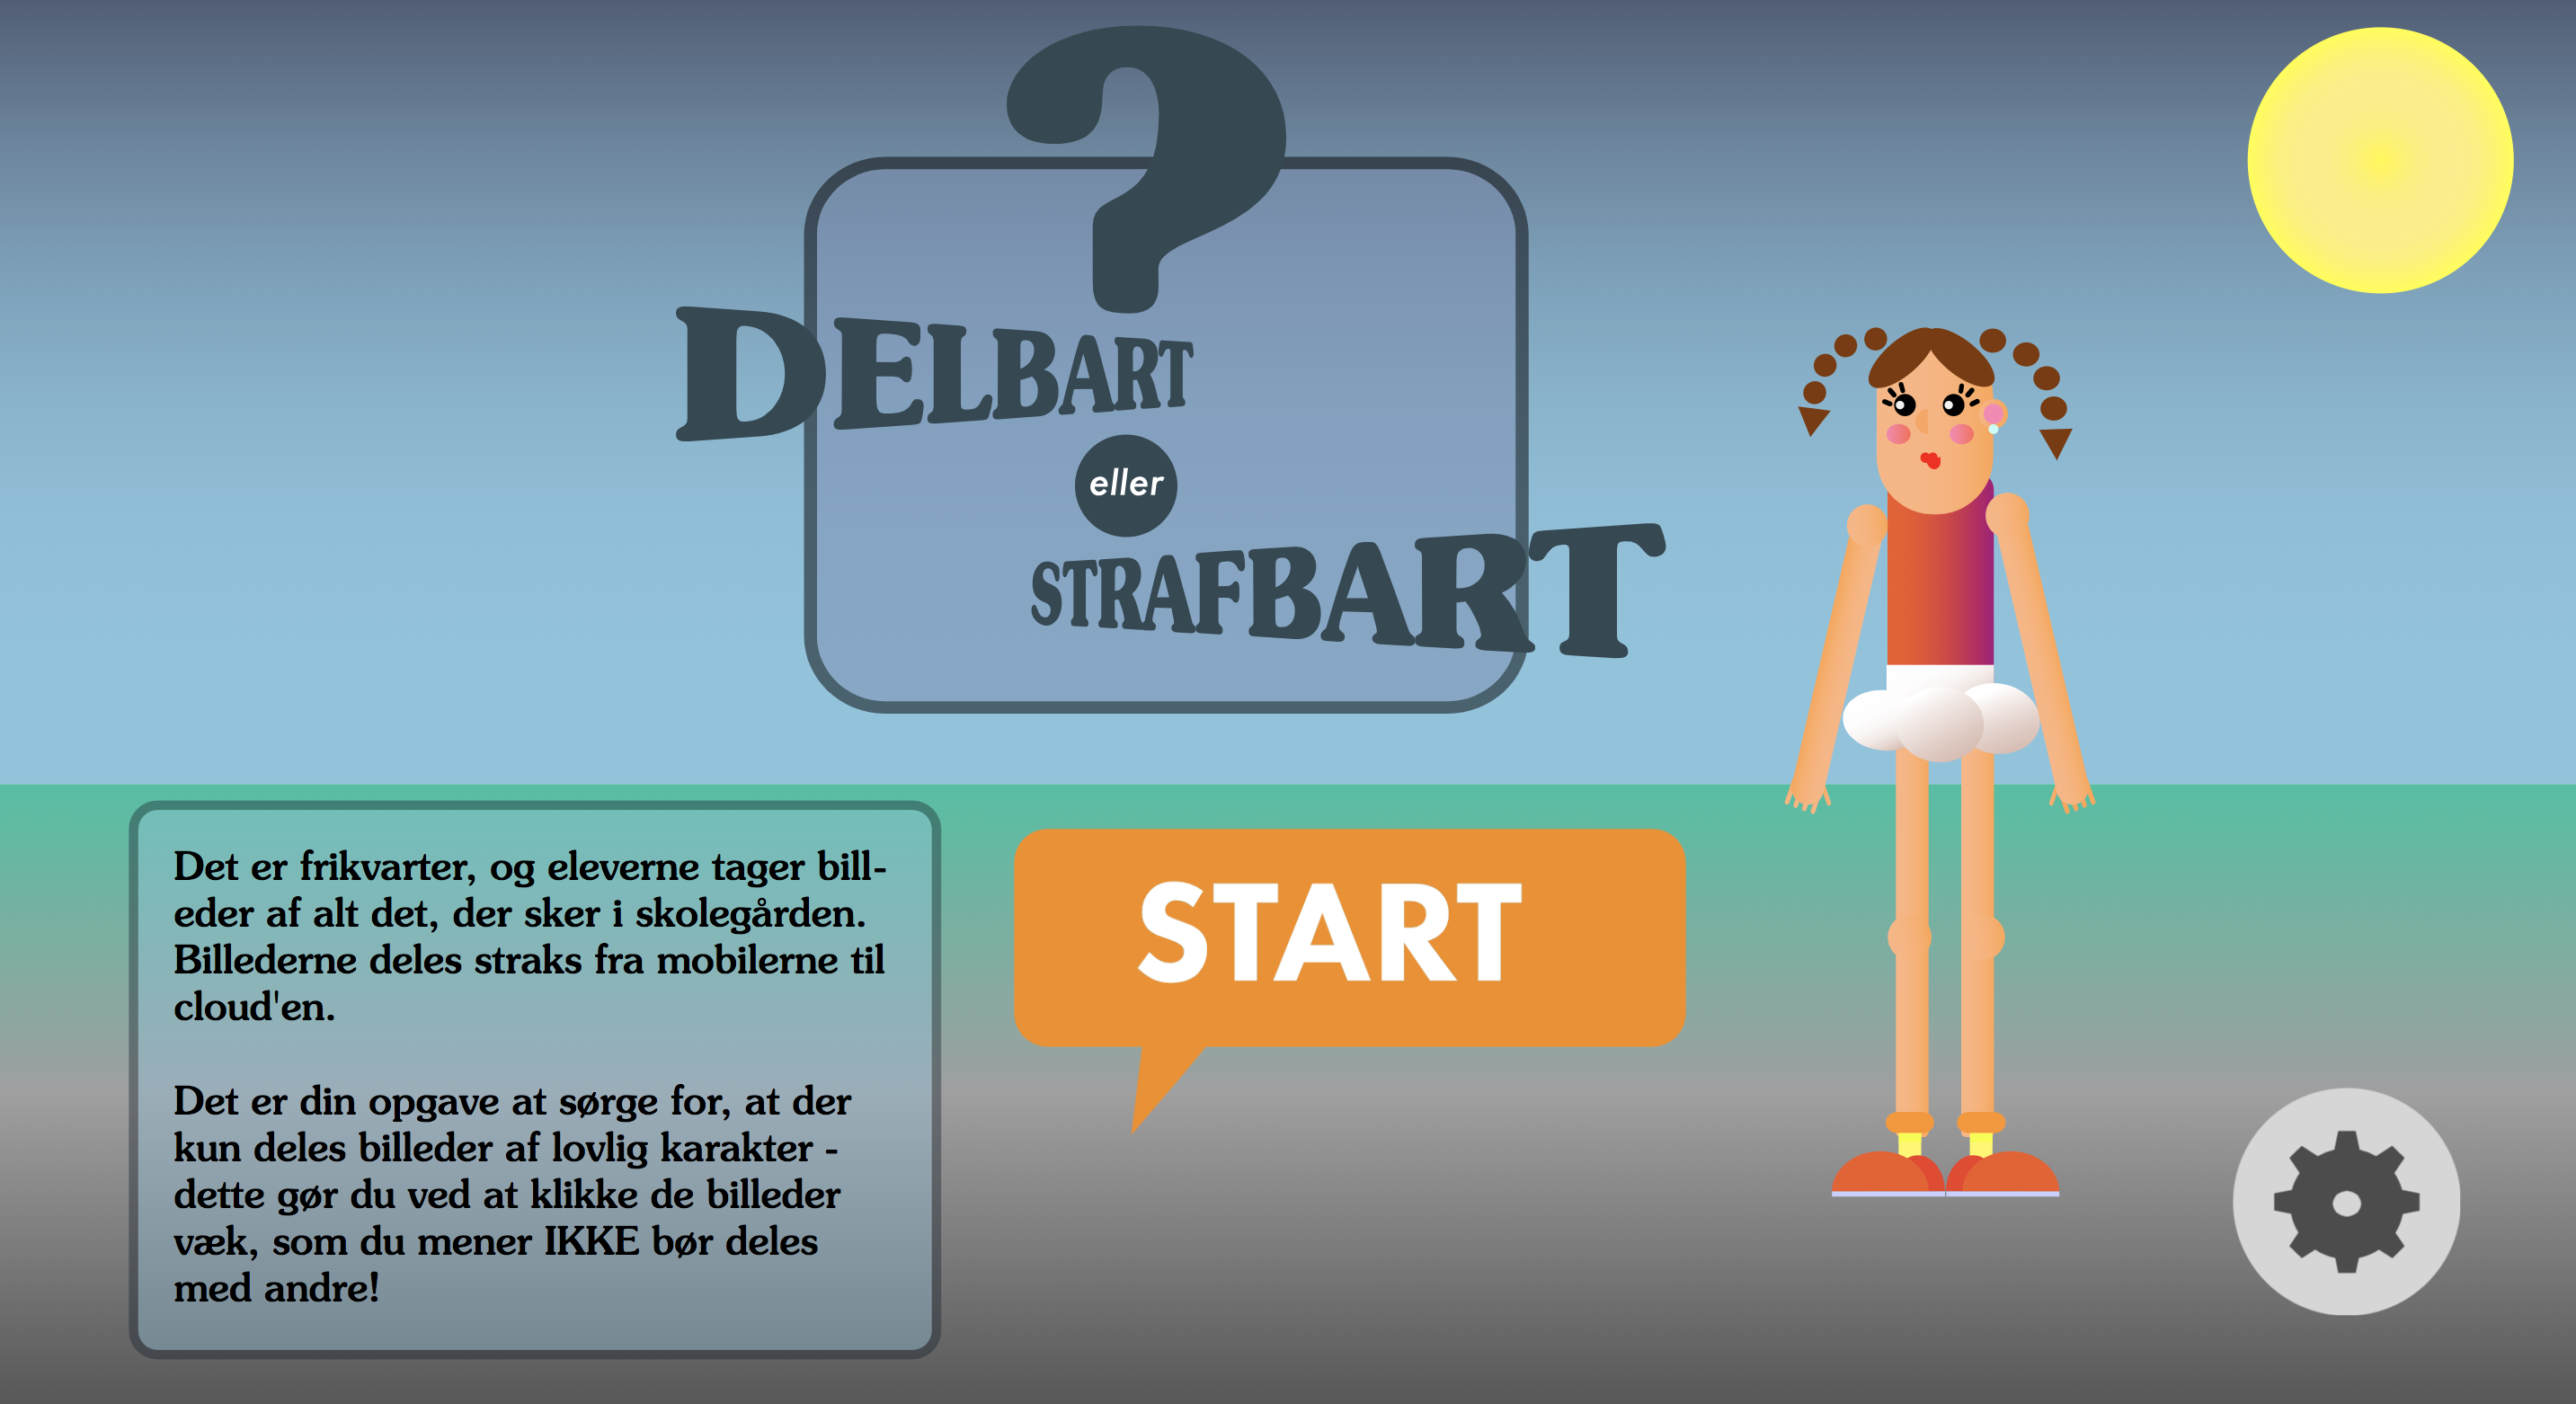 ?
DELBART
eller
STRAFBART
Det er frikvarter, og eleverne tager bill-
eder af alt det, der sker i skolegården.
Billederne deles straks fra mobilerne til
cloud'en.
Det er din opgave at sørge for, at der
kun deles billeder af lovlig karakter -
dette gør du ved at klikke de billeder
væk, som du mener IKKE bør deles
med andre!
START